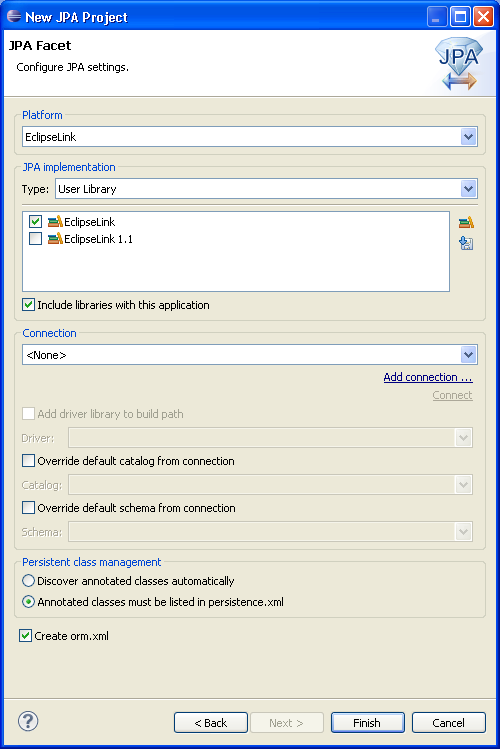 New JPA Project
JPA Facet
Configure JPA settings.
JPA
Platform
EclipseLink
JPA implementation
Type: User Library
EclipseLink
EclipseLink 1.1
Include libraries with this application
Connection
<None>
Add connection ...
Connect
Add driver library to build path
Driver:
Override default catalog from connection
Catalog:
Override default schema from connection
Schema:
Persistent class management
Discover annotated classes automatically
Annotated classes must be listed in persistence.xml
Create orm.xml
? < Back Next > Finish Cancel